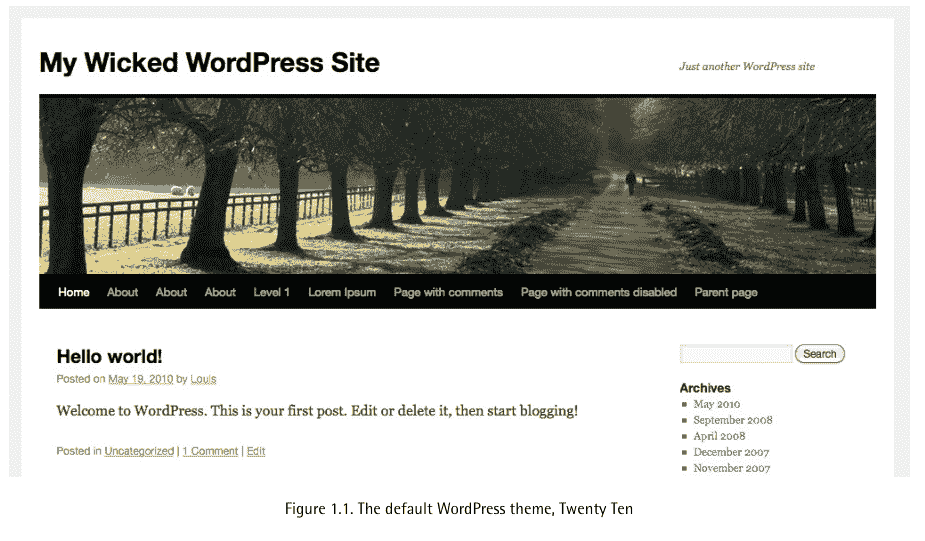 My Wicked WordPress Site
Just another WordPress site
Home About About About Level 1 Lorem Ipsum Page with comments Page with comments disabled Parent page
Hello world!
Posted on May 19, 2010 by Louis
Welcome to WordPress. This is your first post. Edit or delete it, then start blogging!
Posted in Uncategorized | 1 Comment | Edit
Search
Archives
May 2010
September 2008
April 2008
December 2007
November 2007
Figure 1.1. The default WordPress theme, Twenty Ten